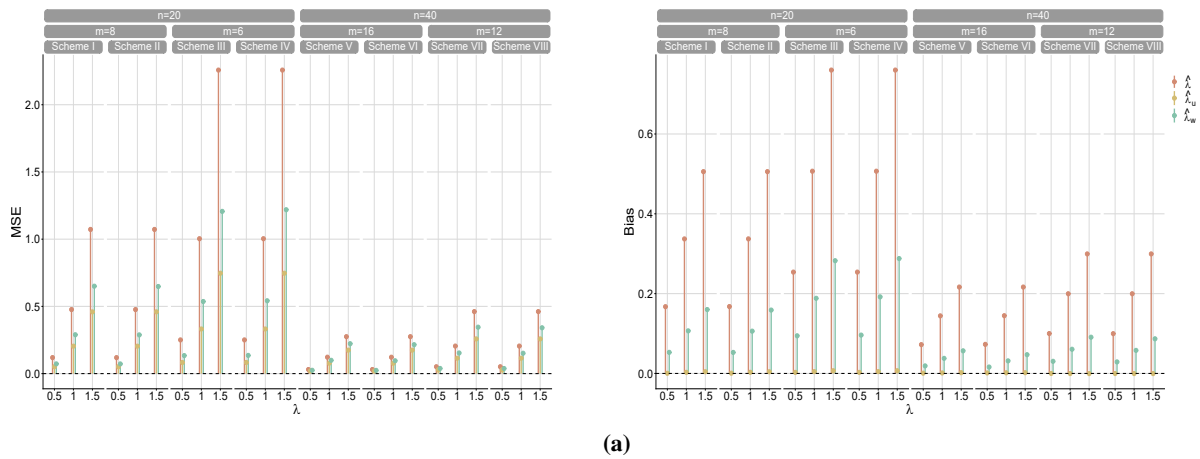 n=20 n=40
m=8 m=6 m=16 m=12
Scheme I Scheme II Scheme III Scheme IV Scheme V Scheme VI Scheme VII Scheme VIII
2.0
1.5
1.0
0.5
0.0
MSE
0.5 1 1.5 0.5 1 1.5 0.5 1 1.5 0.5 1 1.5 0.5 1 1.5 0.5 1 1.5 0.5 1 1.5 0.5 1 1.5
λ
n=20 n=40
m=8 m=6 m=16 m=12
Scheme I Scheme II Scheme III Scheme IV Scheme V Scheme VI Scheme VII Scheme VIII
0.6
0.4
0.2
0.0
Bias
0.5 1 1.5 0.5 1 1.5 0.5 1 1.5 0.5 1 1.5 0.5 1 1.5 0.5 1 1.5 0.5 1 1.5 0.5 1 1.5
λ
λ̂
λ̂u
λ̂w
(a)